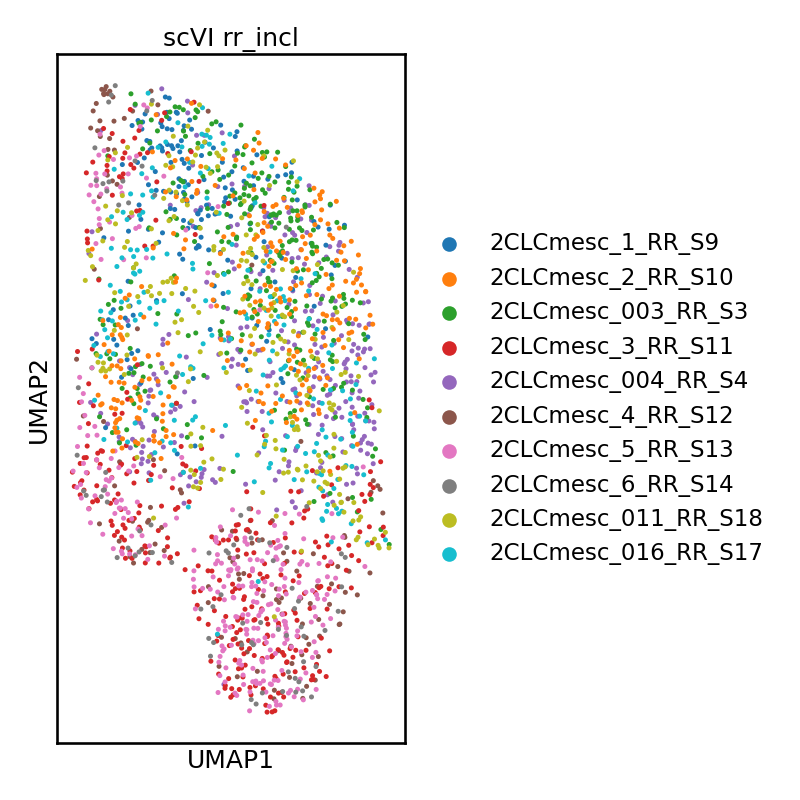 scVI rr_incl
2CLCmesc_1_RR_S9
2CLCmesc_2_RR_S10
2CLCmesc_003_RR_S3
2CLCmesc_3_RR_S11
2CLCmesc_004_RR_S4
2CLCmesc_4_RR_S12
2CLCmesc_5_RR_S13
2CLCmesc_6_RR_S14
2CLCmesc_011_RR_S18
2CLCmesc_016_RR_S17
UMAP2
UMAP1